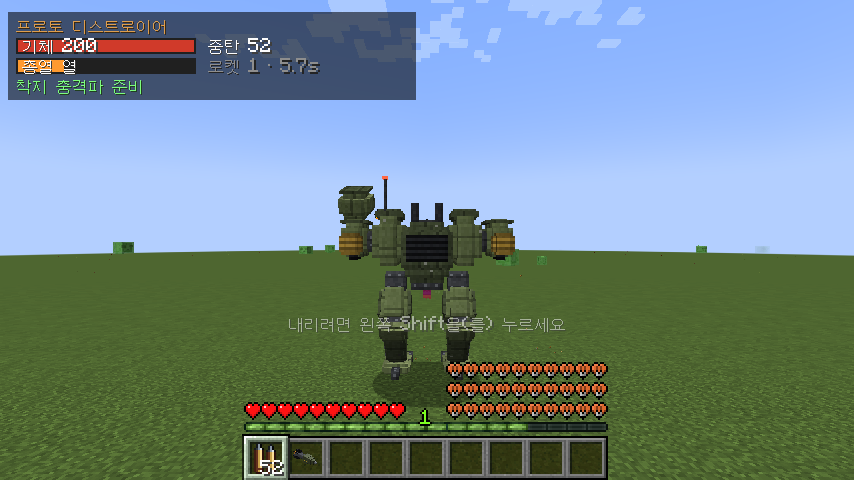 프로토 디스트로이어
기체 200 중탄 52
총열 열 로켓 1 · 5.7s
착지 충격파 준비
내리려면 왼쪽 Shift을(를) 누르세요
1
52